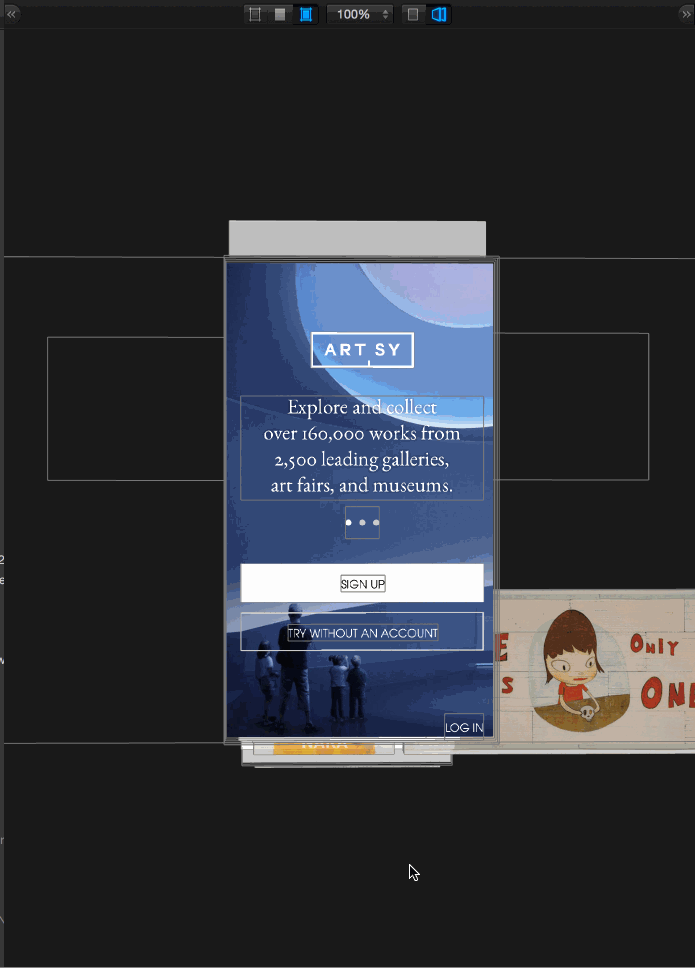 100%
ARTSY
Explore and collect
over 160,000 works from
2,500 leading galleries,
art fairs, and museums.
SIGN UP
TRY WITHOUT AN ACCOUNT
ONLY
LOG IN